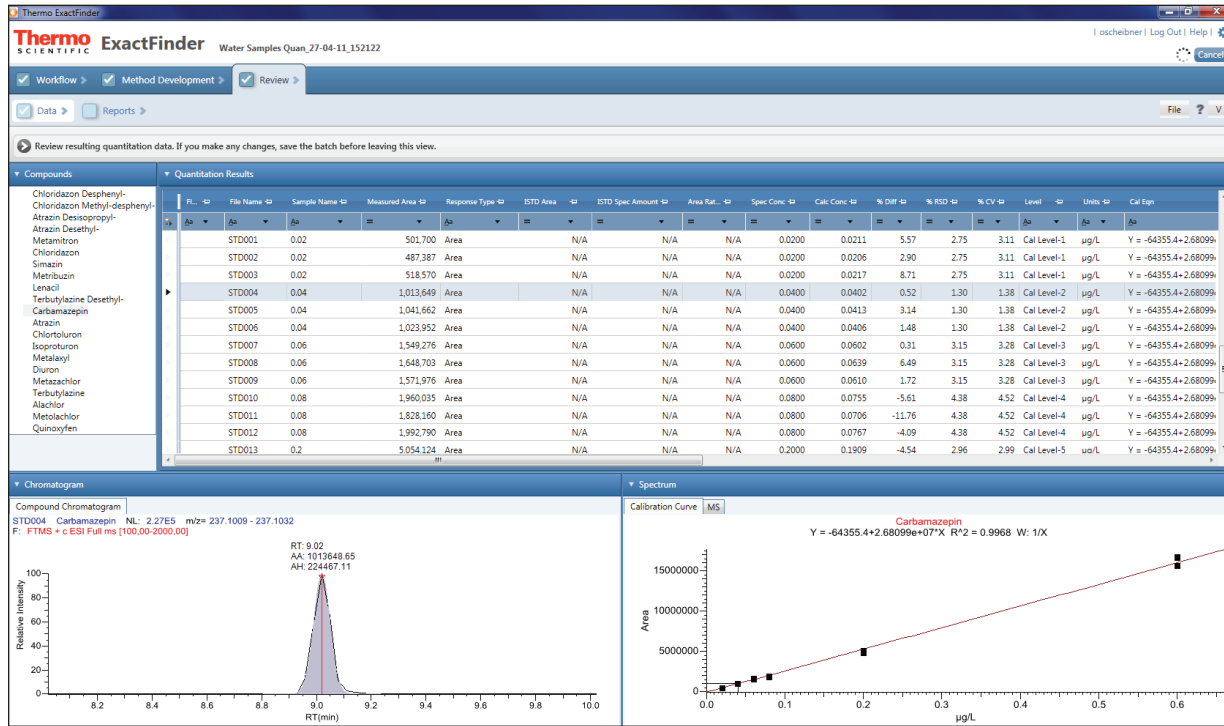 Thermo ExactFinder
Thermo SCIENTIFIC ExactFinder Water Samples Quan_27-04-11_152122
| oscheibner | Log Out | Help |
Cancel
Workflow Method Development Review
Data Reports File ? V
Review resulting quantitation data. If you make any changes, save the batch before leaving this view.
Compounds
Chloridazon Desphenyl-
Chloridazon Methyl-desphenyl-
Atrazin Desisopropyl-
Atrazin Desethyl-
Metamitron
Chloridazon
Simazin
Metribuzin
Lenacil
Terbutylazine Desethyl-
Carbamazepin
Atrazin
Chlortoluron
Isoproturon
Metalaxyl
Diuron
Metazachlor
Terbutylazine
Alachlor
Metolachlor
Quinoxyfen
Quantitation Results
Fl... File Name Sample Name Measured Area Response Type ISTD Area ISTD Spec Amount Area Rat... Spec Conc Calc Conc % Diff % RSD % CV Level Units Cal Eqn
Aa Aa Aa = Aa = = = = = = = = Aa Aa Aa
STD001 0.02 501,700 Area N/A N/A N/A 0.0200 0.0211 5.57 2.75 3.11 Cal Level-1 µg/L Y = -64355.4+2.68099
STD002 0.02 487,387 Area N/A N/A N/A 0.0200 0.0206 2.90 2.75 3.11 Cal Level-1 µg/L Y = -64355.4+2.68099
STD003 0.02 518,570 Area N/A N/A N/A 0.0200 0.0217 8.71 2.75 3.11 Cal Level-1 µg/L Y = -64355.4+2.68099
STD004 0.04 1,013,649 Area N/A N/A N/A 0.0400 0.0402 0.52 1.30 1.38 Cal Level-2 µg/L Y = -64355.4+2.68099
STD005 0.04 1,041,662 Area N/A N/A N/A 0.0400 0.0413 3.14 1.30 1.38 Cal Level-2 µg/L Y = -64355.4+2.68099
STD006 0.04 1,023,952 Area N/A N/A N/A 0.0400 0.0406 1.48 1.30 1.38 Cal Level-2 µg/L Y = -64355.4+2.68099
STD007 0.06 1,549,276 Area N/A N/A N/A 0.0600 0.0602 0.31 3.15 3.28 Cal Level-3 µg/L Y = -64355.4+2.68099
STD008 0.06 1,648,703 Area N/A N/A N/A 0.0600 0.0639 6.49 3.15 3.28 Cal Level-3 µg/L Y = -64355.4+2.68099
STD009 0.06 1,571,976 Area N/A N/A N/A 0.0600 0.0610 1.72 3.15 3.28 Cal Level-3 µg/L Y = -64355.4+2.68099
STD010 0.08 1,960,035 Area N/A N/A N/A 0.0800 0.0755 -5.61 4.38 4.52 Cal Level-4 µg/L Y = -64355.4+2.68099
STD011 0.08 1,828,160 Area N/A N/A N/A 0.0800 0.0706 -11.76 4.38 4.52 Cal Level-4 µg/L Y = -64355.4+2.68099
STD012 0.08 1,992,790 Area N/A N/A N/A 0.0800 0.0767 -4.09 4.38 4.52 Cal Level-4 µg/L Y = -64355.4+2.68099
STD013 0.2 5,054,124 Area N/A N/A N/A 0.2000 0.1909 -4.54 2.96 2.99 Cal Level-5 µg/L Y = -64355.4+2.68099
Chromatogram
Compound Chromatogram
STD004 Carbamazepin NL: 2.27E5 m/z= 237.1009 - 237.1032
F: FTMS + c ESI Full ms [100,00-2000,00]
RT: 9.02
AA: 1013648.65
AH: 224467.11
Relative Intensity
100
80
60
40
20
0
8.2 8.4 8.6 8.8 9.0 9.2 9.4 9.6 9.8 10.0
RT(min)
Spectrum
Calibration Curve MS
Carbamazepin
Y = -64355.4+2.68099e+07*X R^2 = 0.9968 W: 1/X
Area
15000000
10000000
5000000
0
0.0 0.1 0.2 0.3 0.4 0.5 0.6
µg/L